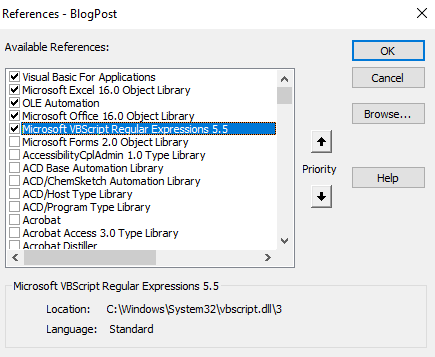 References - BlogPost
Available References:
OK
Visual Basic For Applications
Microsoft Excel 16.0 Object Library
OLE Automation
Microsoft Office 16.0 Object Library
Microsoft VBScript Regular Expressions 5.5
Microsoft Forms 2.0 Object Library
AccessibilityCplAdmin 1.0 Type Library
ACD Base Automation Library
ACD/ChemSketch Automation Library
ACD/Host Type Library
ACD/Program Type Library
Acrobat
Acrobat Access 3.0 Type Library
Acrobat Distiller
Cancel
Browse...
Priority
Help
Microsoft VBScript Regular Expressions 5.5
Location: C:\Windows\System32\vbscript.dll\3
Language: Standard